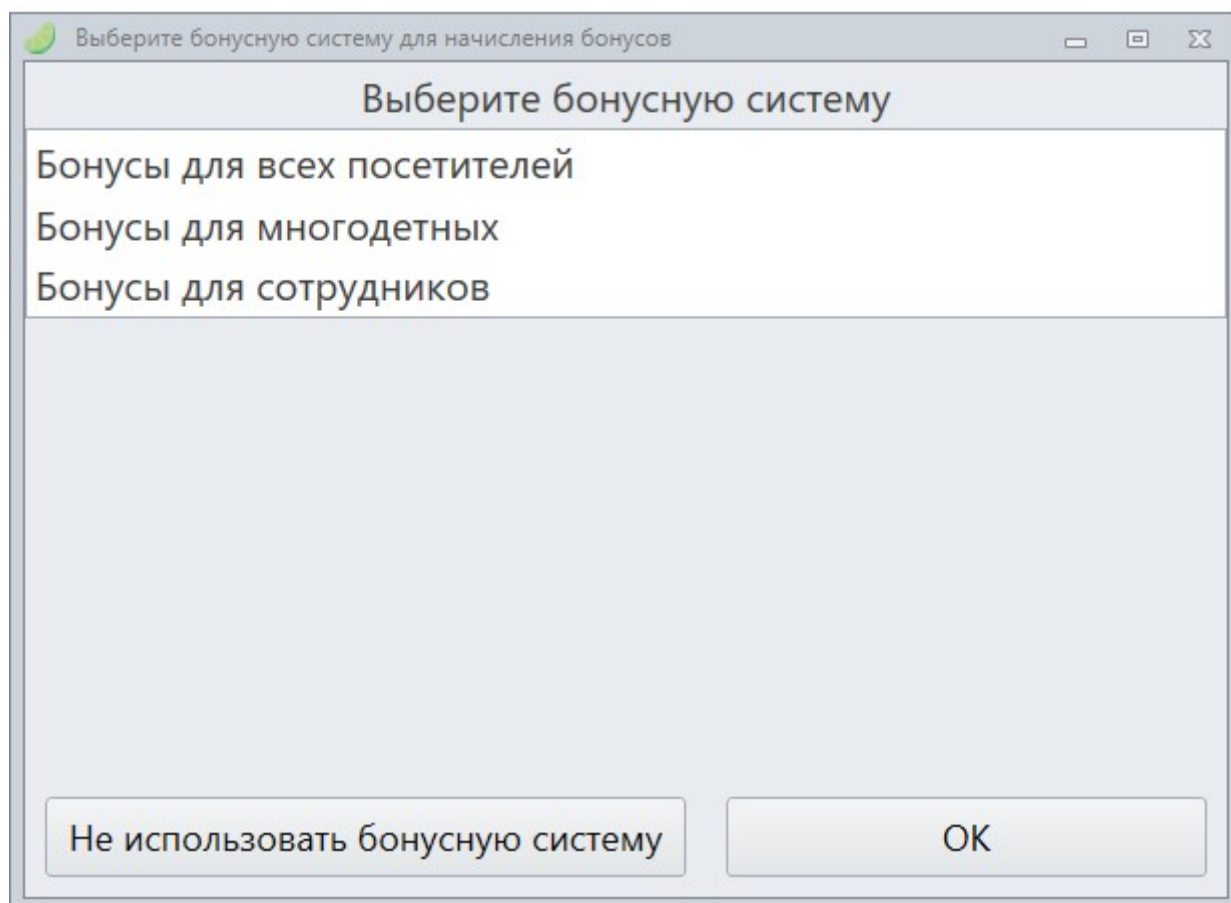 Выберите бонусную систему для начисления бонусов
Выберите бонусную систему
Бонусы для всех посетителей
Бонусы для многодетных
Бонусы для сотрудников
Не использовать бонусную систему
ОК